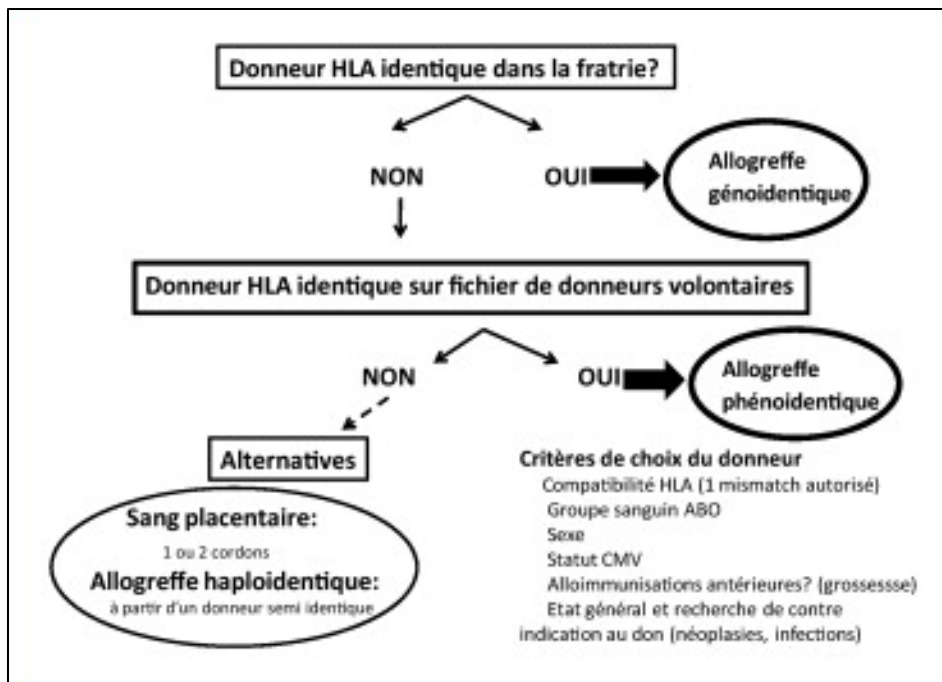 Donneur HLA identique dans la fratrie?
NON
OUI
Allogreffe
génoidentique
Donneur HLA identique sur fichier de donneurs volontaires
NON
OUI
Allogreffe
phénoidentique
Alternatives
Sang placentaire:
1 ou 2 cordons
Allogreffe haploidentique:
à partir d'un donneur semi identique
Critères de choix du donneur
Compatibilité HLA (1 mismatch autorisé)
Groupe sanguin ABO
Sexe
Statut CMV
Alloimmunisations antérieures? (grossessse)
Etat général et recherche de contre
indication au don (néoplasies, infections)